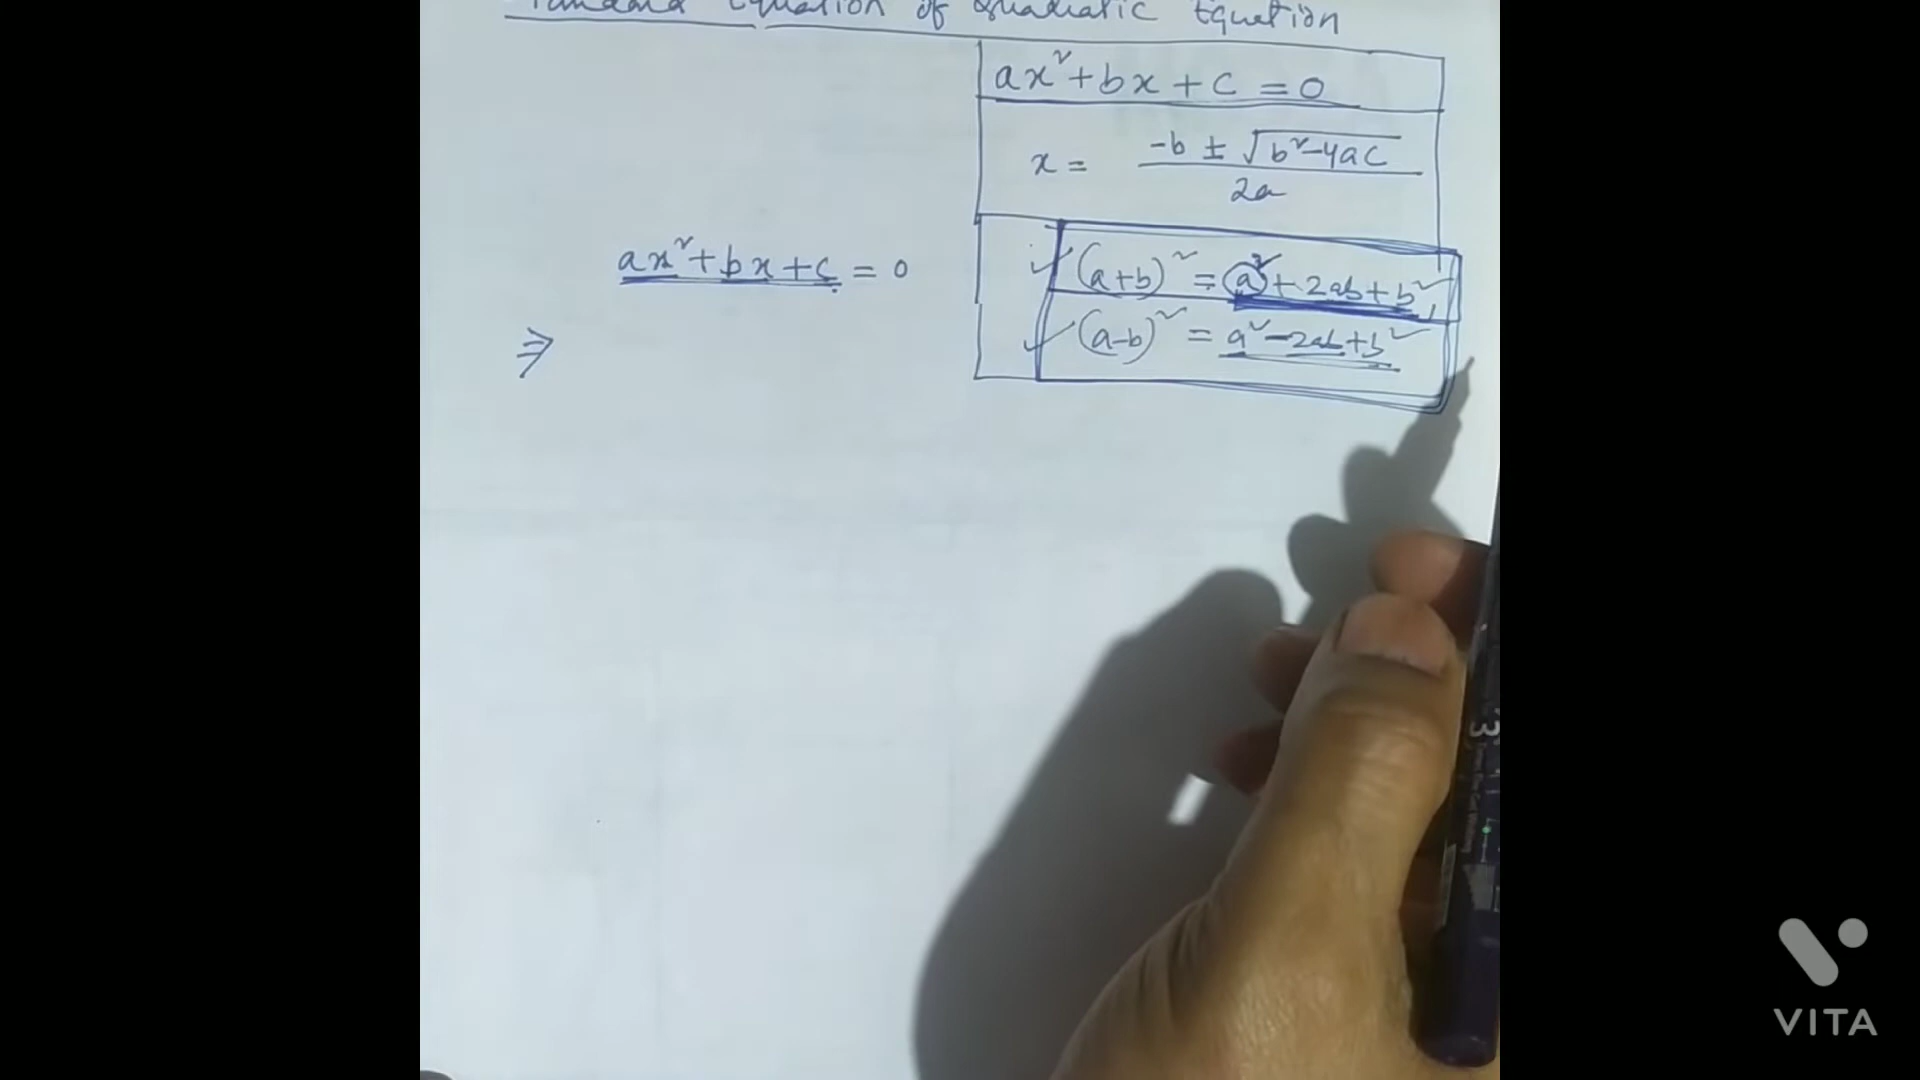 Standard Equation of Quadratic Equation
ax²+bx+c=0
x = -b ± √b²-4ac
2a
ax²+bx+c = 0
(a+b)² = a²+2ab+b²
⇒
(a-b)² = a²-2ab+b²
VITA